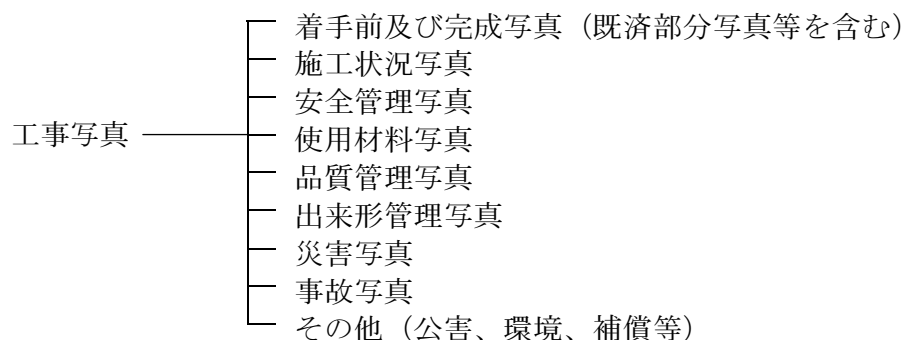 着手前及び完成写真（既済部分写真等を含む）
施工状況写真
安全管理写真
工事写真
使用材料写真
品質管理写真
出来形管理写真
災害写真
事故写真
その他（公害、環境、補償等）